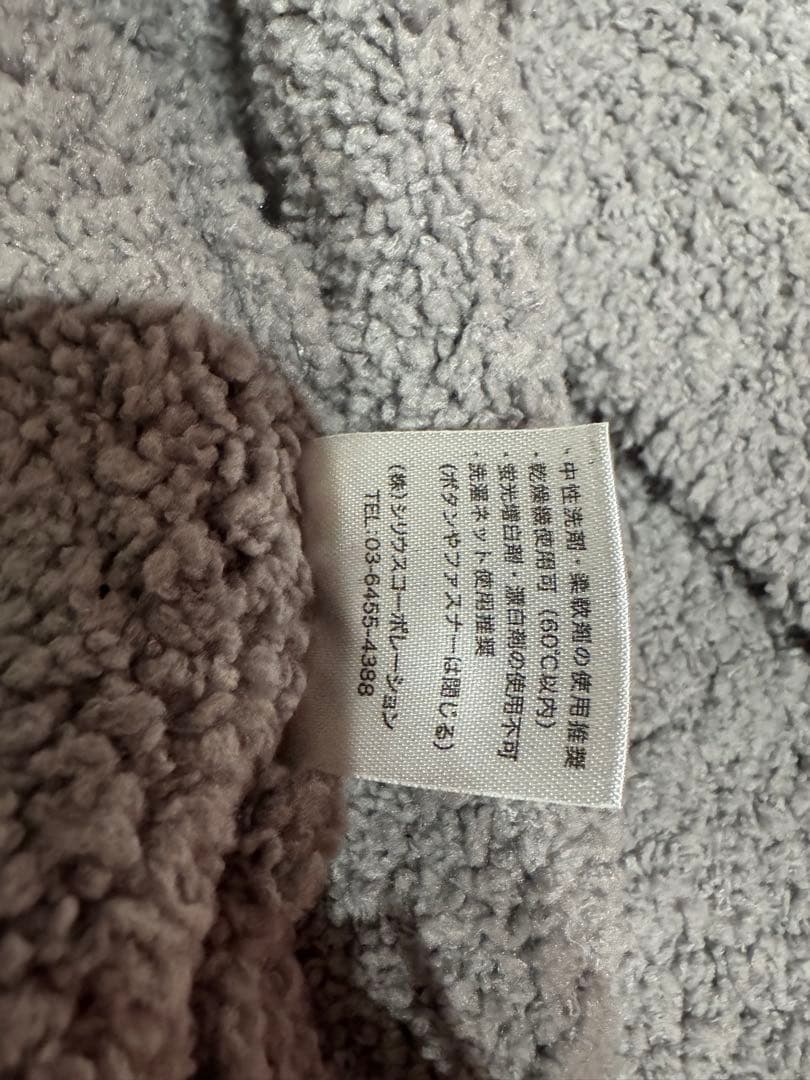 ・中性洗剤・柔軟剤の使用推奨
・乾燥機使用可（60℃以内）
・蛍光増白剤・漂白剤の使用不可
・洗濯ネット使用推奨
（ボタンやファスナーは閉じる）
（株）シリウスコーポレーション
TEL.03-6455-4388